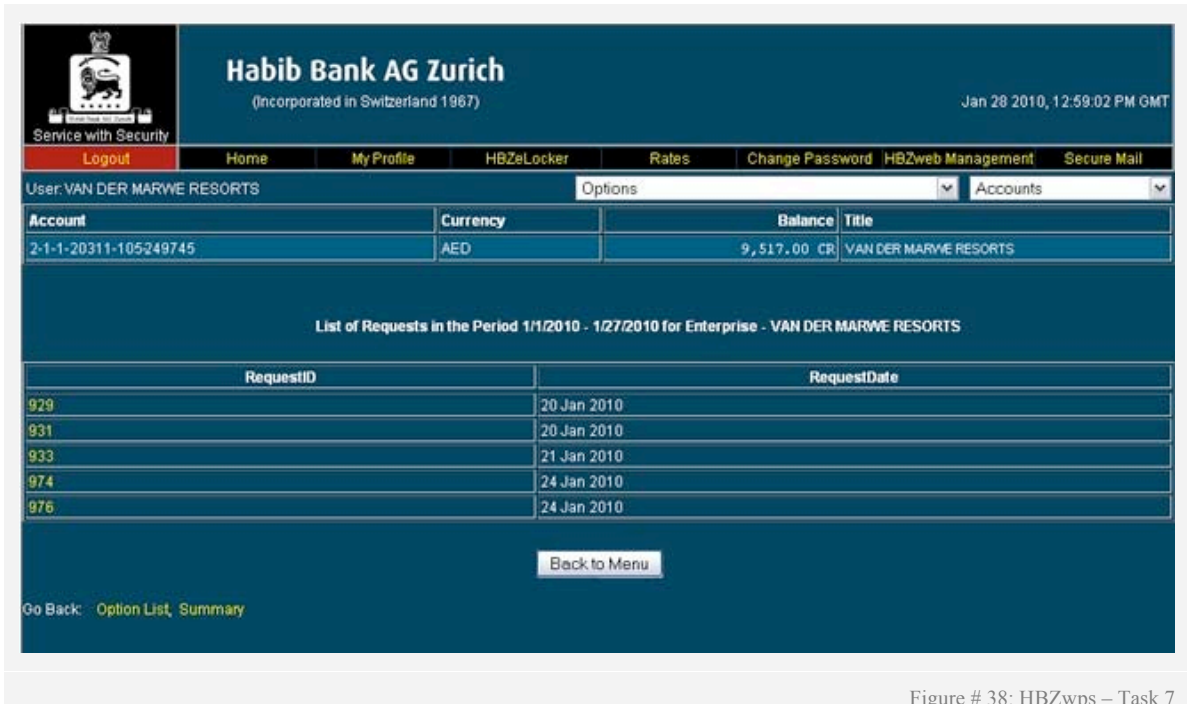 Habib Bank AG Zurich
(Incorporated in Switzerland 1967)
Jan 28 2010, 12:59:02 PM GMT
Service with Security
Logout Home My Profile HBZeLocker Rates Change Password HBZweb Management Secure Mail
User: VAN DER MARWE RESORTS Options Accounts
Account Currency Balance Title
2-1-1-20311-105-249745 AED 9,517.00 CR VAN DER MARWE RESORTS
List of Requests in the Period 1/1/2010 - 1/27/2010 for Enterprise - VAN DER MARWE RESORTS
RequestID RequestDate
929 20 Jan 2010
931 20 Jan 2010
933 21 Jan 2010
974 24 Jan 2010
976 24 Jan 2010
Back to Menu
Go Back: Option List, Summary
Figure # 38: HBZwps – Task 7